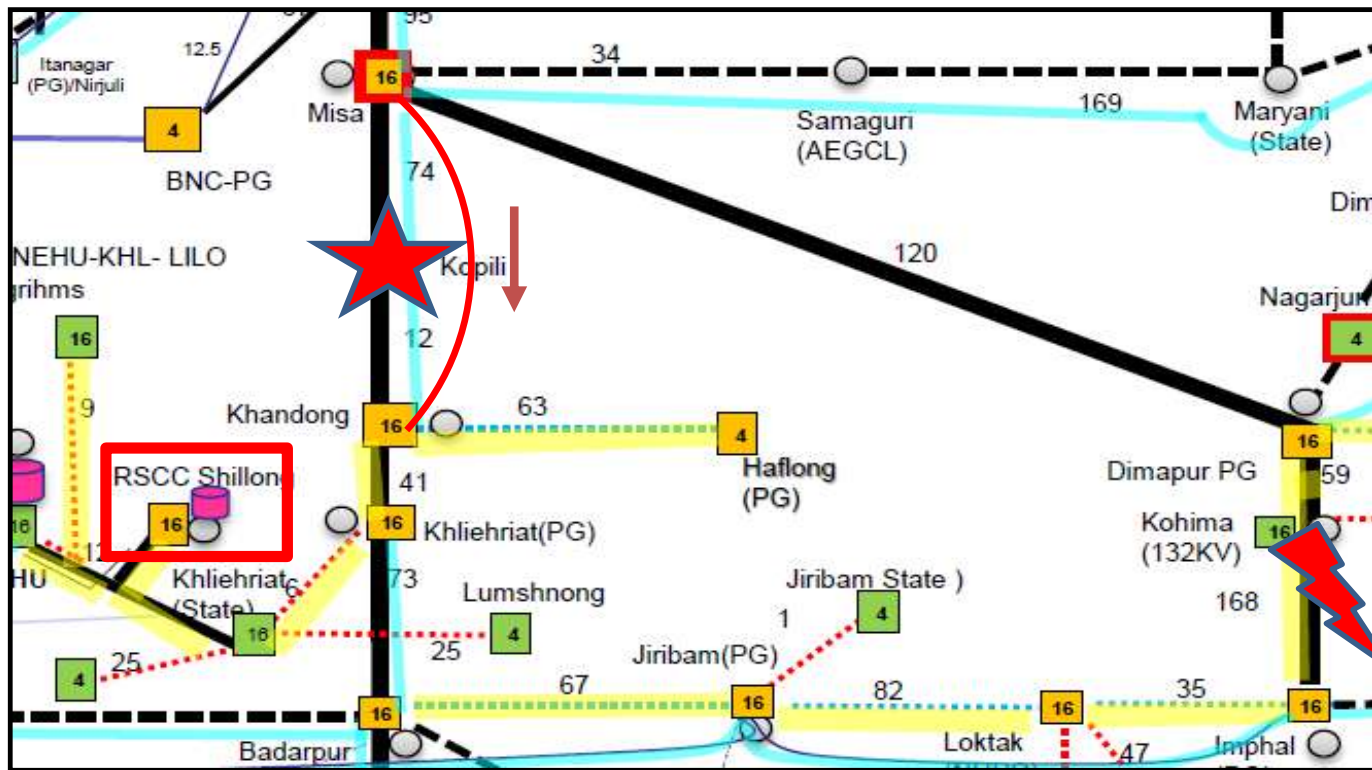 95
12.5
Itanagar
(PG)/Nirjuli
34
16
Misa
4
BNC-PG
Samaguri
(AEGCL)
169
Maryani
(State)
74
NEHU-KHL- LILO
Kopili
120
16
12
4
9
Khandong
16
63
4
Haflong
(PG)
16
Dimapur PG
59
RSCC Shillong
16
16
41
16
Khliehriat(PG)
Kohima
(132KV)
16
HU
Khliehriat
(State)
6
73
Lumshnong
Jiribam State )
4
1
168
16
4
25
4
25
Jiribam(PG)
67
16
82
16
35
16
16
Badarpur
Loktak
47
Imphal